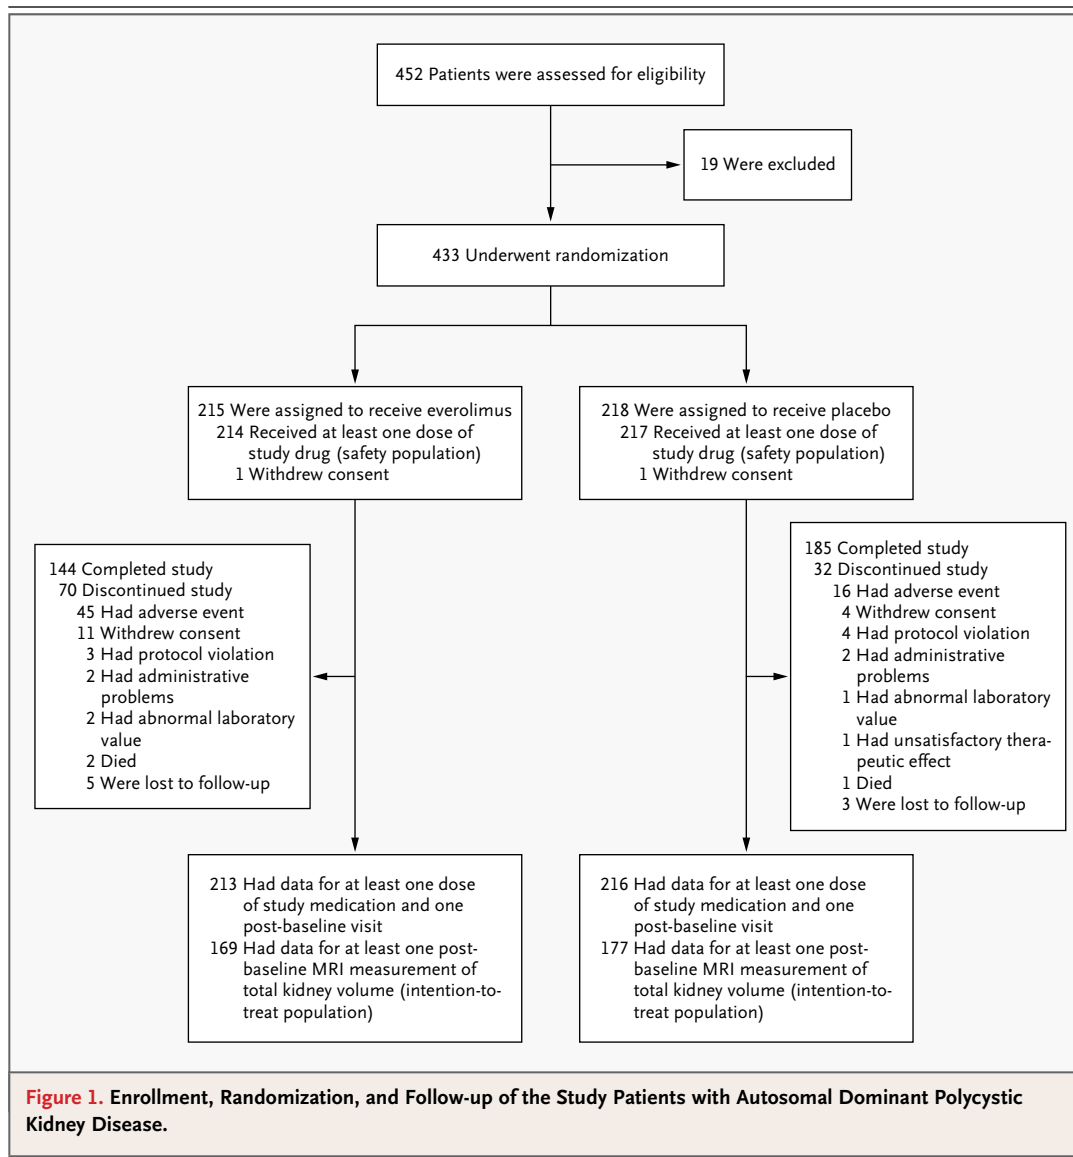 452 Patients were assessed for eligibility
19 Were excluded
433 Underwent randomization
215 Were assigned to receive everolimus
214 Received at least one dose of
study drug (safety population)
1 Withdrew consent
218 Were assigned to receive placebo
217 Received at least one dose of
study drug (safety population)
1 Withdrew consent
144 Completed study
70 Discontinued study
45 Had adverse event
11 Withdrew consent
3 Had protocol violation
2 Had administrative
problems
2 Had abnormal laboratory
value
2 Died
5 Were lost to follow-up
185 Completed study
32 Discontinued study
16 Had adverse event
4 Withdrew consent
4 Had protocol violation
2 Had administrative
problems
1 Had abnormal laboratory
value
1 Had unsatisfactory thera-
peutic effect
1 Died
3 Were lost to follow-up
213 Had data for at least one dose
of study medication and one
post-baseline visit
169 Had data for at least one post-
baseline MRI measurement of
total kidney volume (intention-to-
treat population)
216 Had data for at least one dose
of study medication and one
post-baseline visit
177 Had data for at least one post-
baseline MRI measurement of
total kidney volume (intention-to-
treat population)
Figure 1. Enrollment, Randomization, and Follow-up of the Study Patients with Autosomal Dominant Polycystic
Kidney Disease.